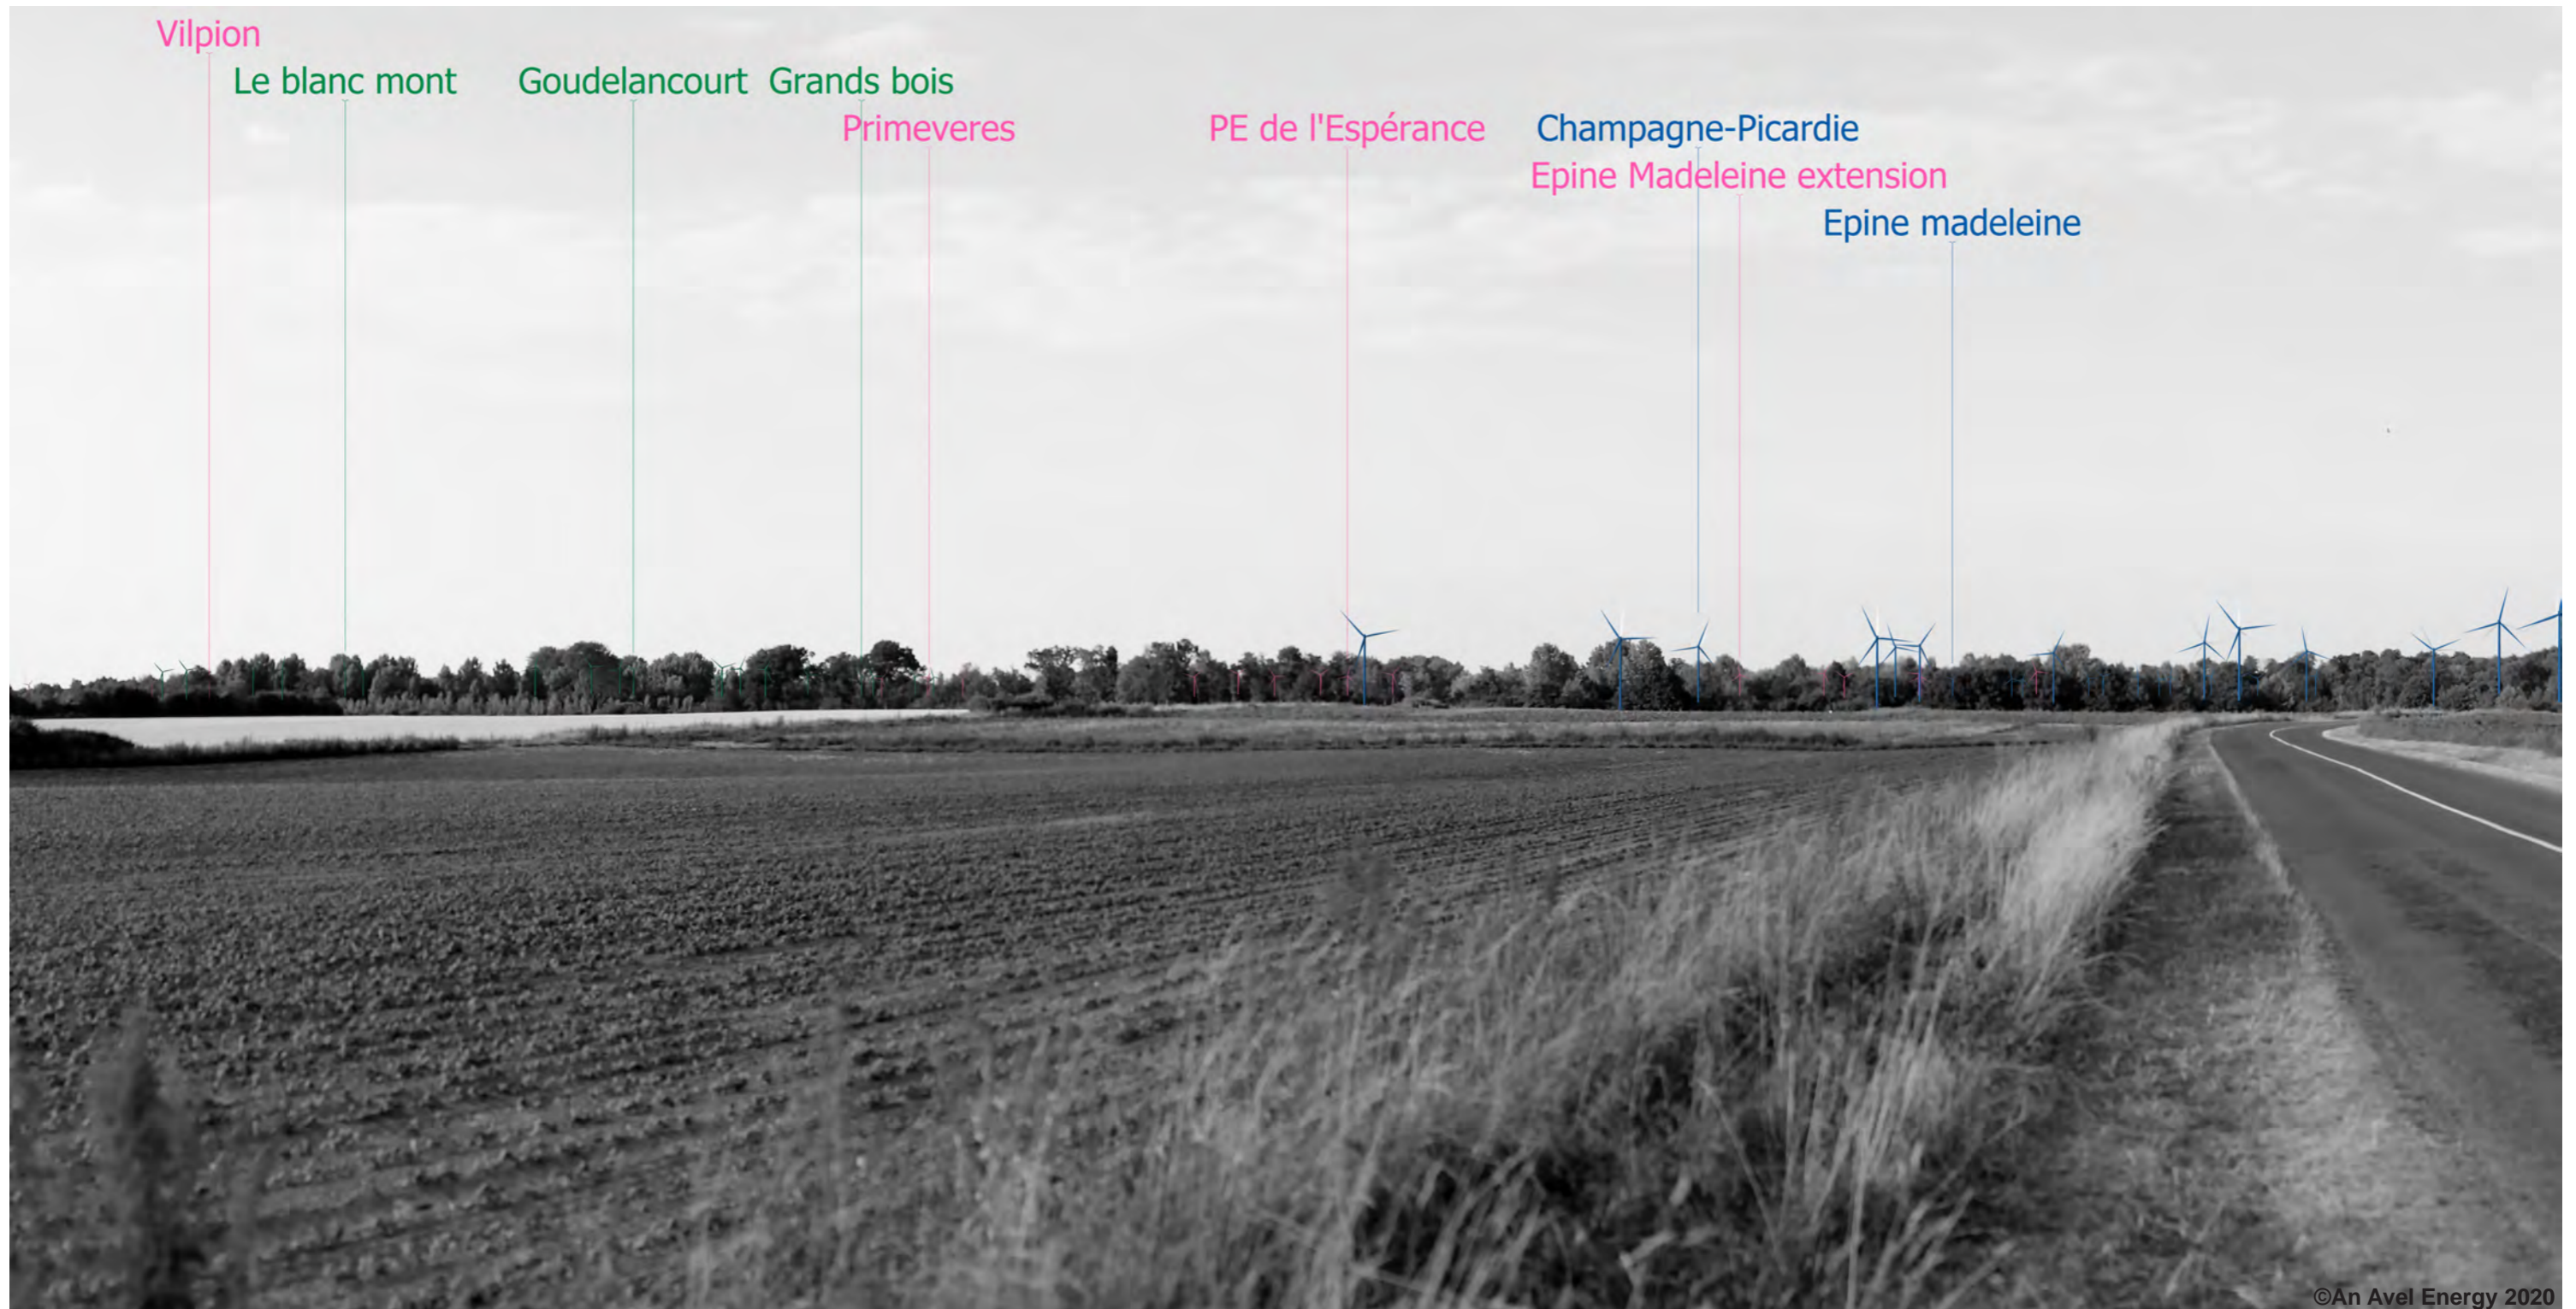 Vilpion
Le blanc mont
Goudelancourt
Grands bois
Primeveres
PE de l'Espérance
Champagne-Picardie
Epine Madeleine extension
Epine madeleine
©An Avel Energy 2020